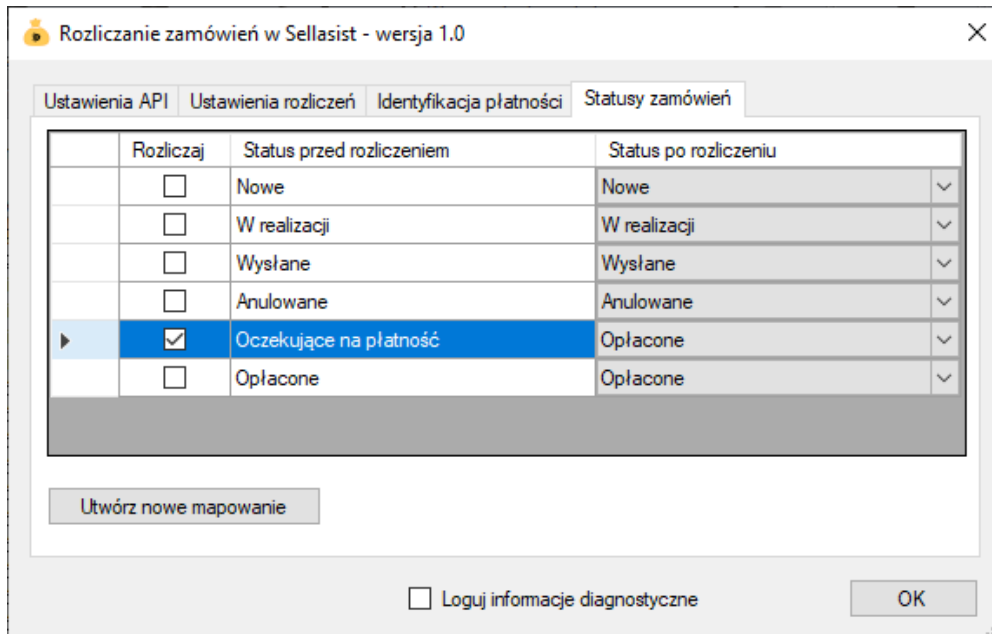 Rozliczanie zamówień w Sellasist - wersja 1.0
Ustawienia API Ustawienia rozliczeń Identyfikacja płatności Statusy zamówień
Rozliczaj Status przed rozliczeniem Status po rozliczeniu
Nowe Nowe
W realizacji W realizacji
Wysłane Wysłane
Anulowane Anulowane
Oczekujące na płatność Opłacone
Opłacone Opłacone
Utwórz nowe mapowanie
Loguj informacje diagnostyczne OK